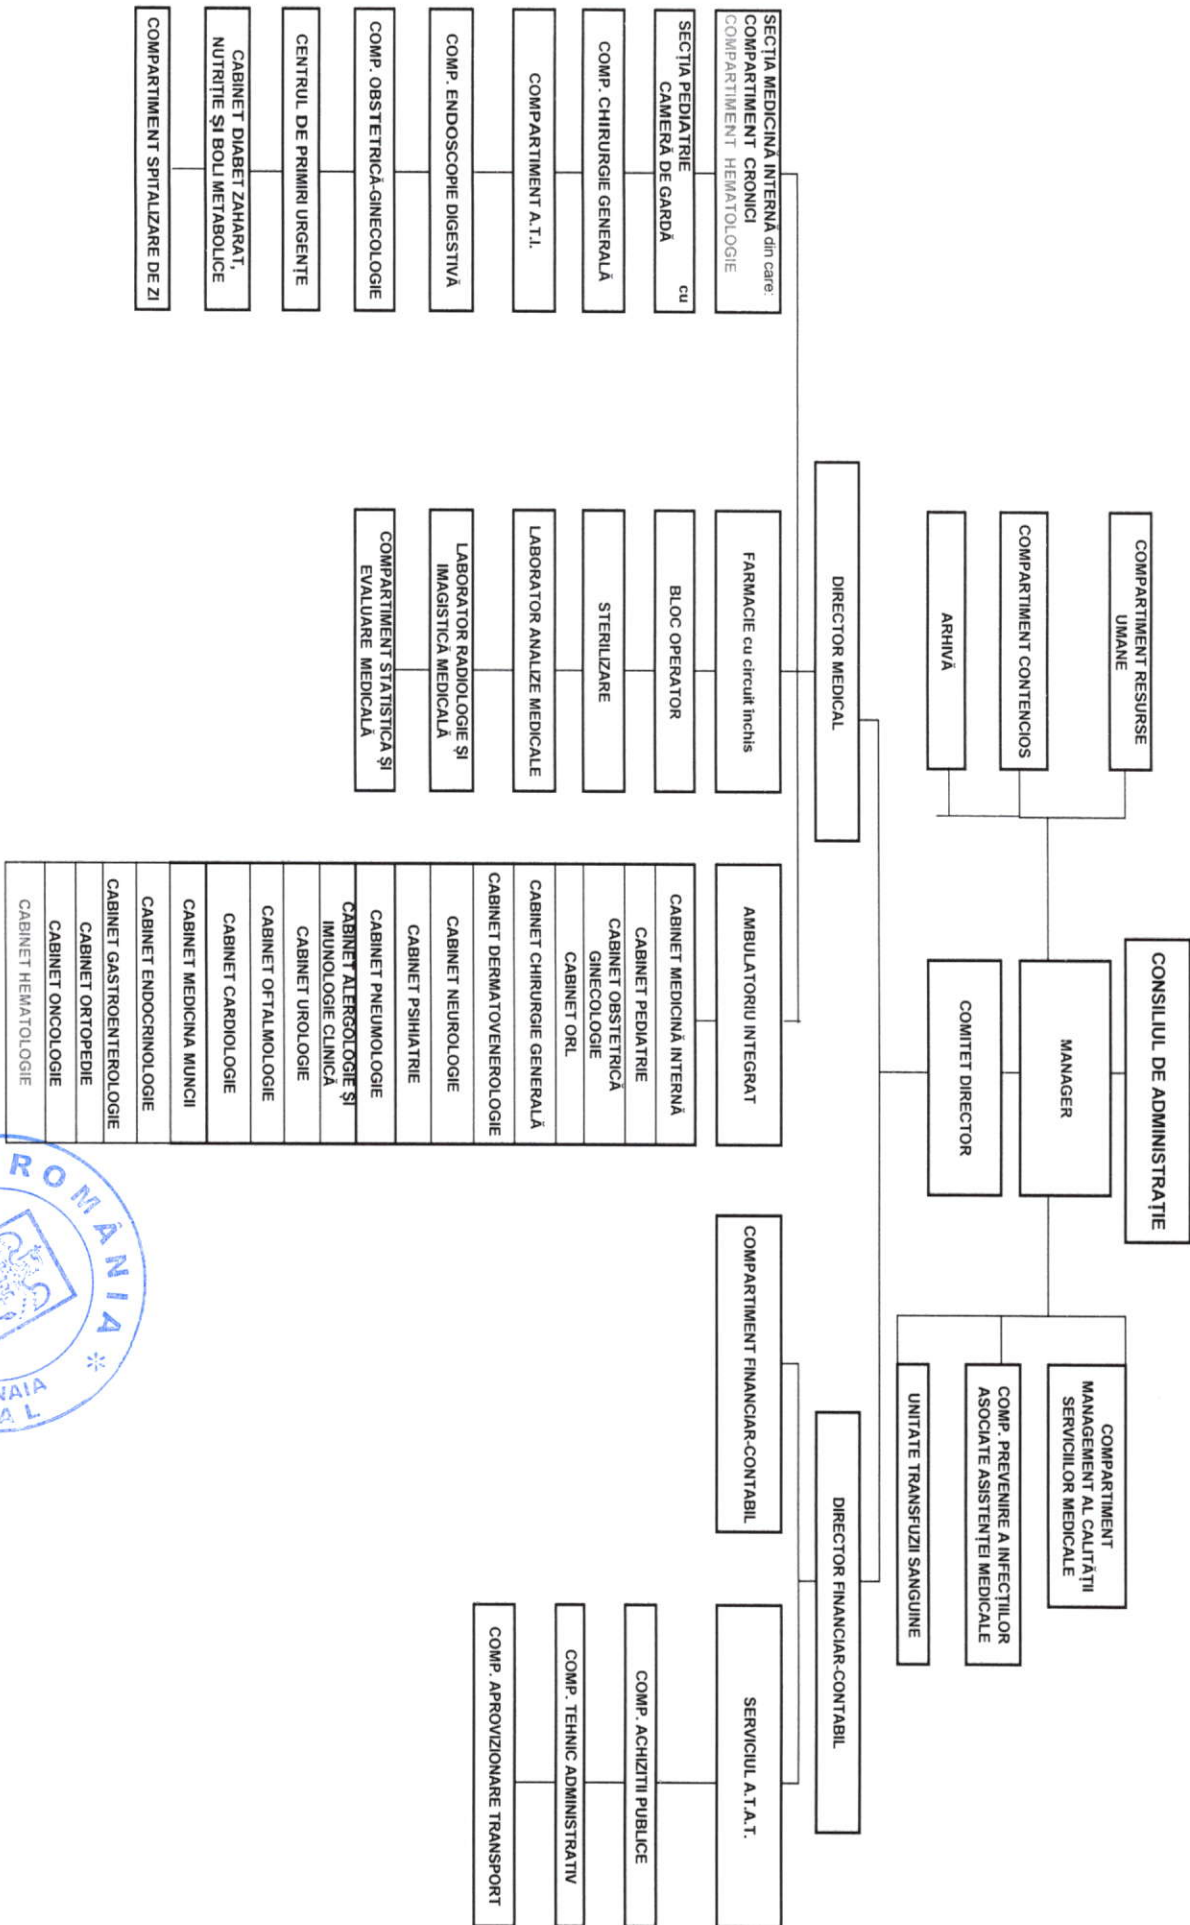 CONSILIUL DE ADMINISTRAȚIE
MANAGER
COMITET DIRECTOR
COMPARTIMENT RESURSE
UMANE
COMPARTIMENT CONTENCIOS
ARHIVĂ
COMPARTIMENT
MANAGEMENT AL CALITĂȚII
SERVICIILOR MEDICALE
COMP. PREVENIRE A INFECȚIILOR
ASOCIATE ASISTENȚEI MEDICALE
UNITATE TRANSFUZII SANGUINE
DIRECTOR MEDICAL
DIRECTOR FINANCIAR-CONTABIL
SECȚIA MEDICINĂ INTERNĂ din care:
COMPARTIMENT CRONICI
COMPARTIMENT HEMATOLOGIE
SECȚIA PEDIATRIE cu
CAMERĂ DE GARDĂ
COMP. CHIRURGIE GENERALĂ
COMPARTIMENT A.T.I.
COMP. ENDOSCOPIE DIGESTIVĂ
COMP. OBSTETRICĂ-GINECOLOGIE
CENTRUL DE PRIMIRI URGENȚE
CABINET DIABET ZAHARAT,
NUTRIȚIE ȘI BOLI METABOLICE
COMPARTIMENT SPITALIZARE DE ZI
FARMACIE cu circuit închis
BLOC OPERATOR
STERILIZARE
LABORATOR ANALIZE MEDICALE
LABORATOR RADIOLOGIE ȘI
IMAGISTICĂ MEDICALĂ
COMPARTIMENT STATISTICĂ ȘI
EVALUARE MEDICALĂ
AMBULATORIU INTEGRAT
CABINET MEDICINĂ INTERNĂ
CABINET PEDIATRIE
CABINET OBSTETRICĂ
GINECOLOGIE
CABINET ORL
CABINET CHIRURGIE GENERALĂ
CABINET DERMATOVENEROLOGIE
CABINET NEUROLOGIE
CABINET PSIHIATRIE
CABINET PNEUMOLOGIE
CABINET ALERGOLOGIE ȘI
IMUNOLOGIE CLINICĂ
CABINET UROLOGIE
CABINET OFTALMOLOGIE
CABINET CARDIOLOGIE
CABINET MEDICINA MUNCII
CABINET ENDOCRINOLOGIE
CABINET GASTROENTEROLOGIE
CABINET ORTOPEDIE
CABINET ONCOLOGIE
CABINET HEMATOLOGIE
COMPARTIMENT FINANCIAR-CONTABIL
SERVICIUL A.T.A.T.
COMP. ACHIZITII PUBLICE
COMP. TEHNIC ADMINISTRATIV
COMP. APROVIZIONARE TRANSPORT
ROMÂNIA *